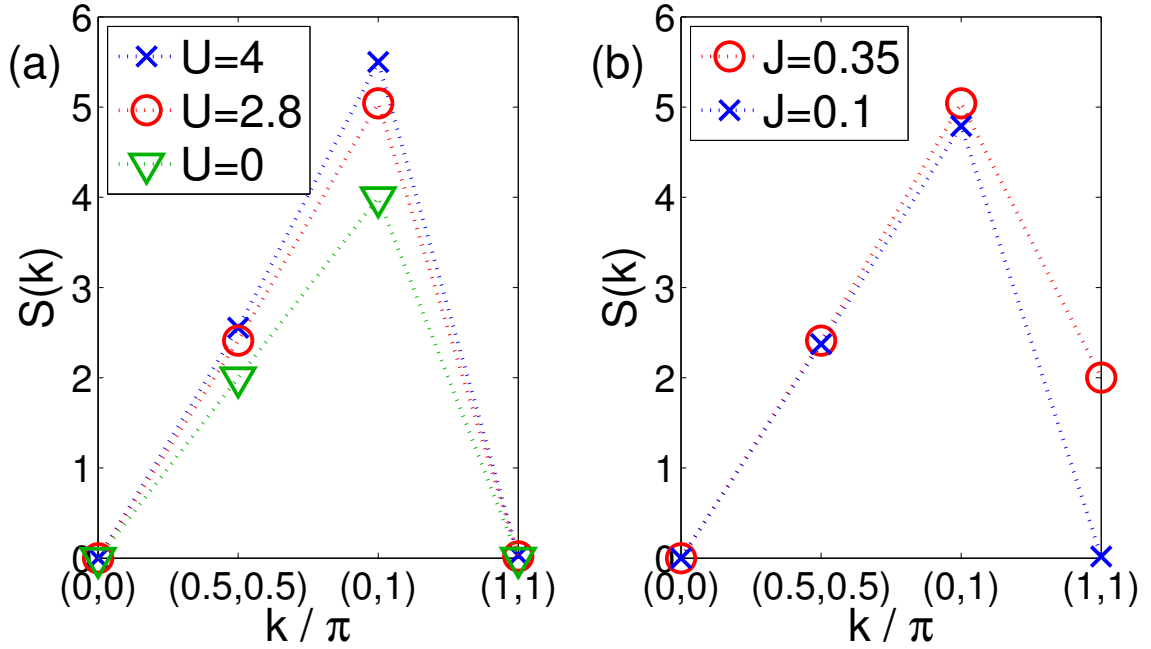 (a)
U=4
U=2.8
U=0
S(k)
6
5
4
3
2
1
0
(0,0) (0.5,0.5) (0,1) (1,1)
k / π
(b)
J=0.35
J=0.1
S(k)
6
5
4
3
2
1
0
(0,0) (0.5,0.5) (0,1) (1,1)
k / π